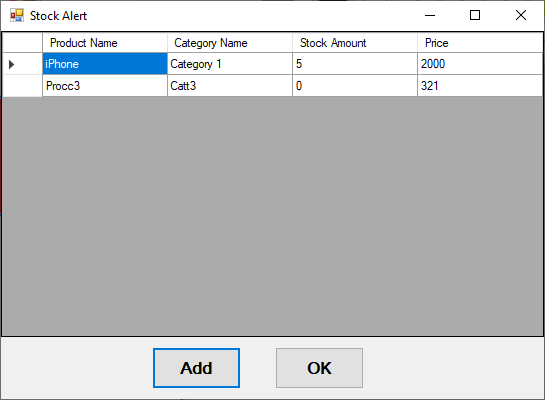 Stock Alert
Product Name Category Name Stock Amount Price
iPhone Category 1 5 2000
Procc3 Catt3 0 321
Add OK